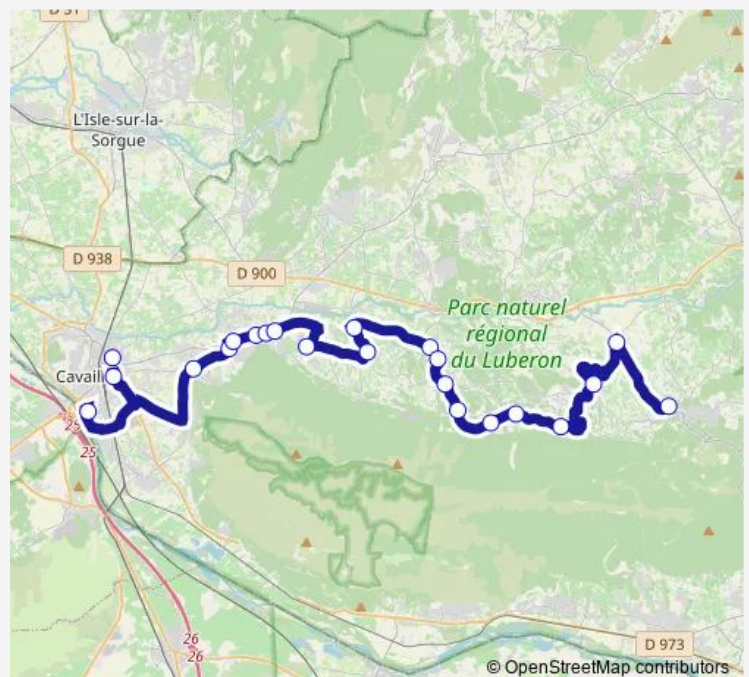 D 31
L'Isle-sur-la-
Sorgue
D 938
D 900
Parc naturel
régional
du Luberon
Cavail
25
25
26
26
D 973
© OpenStreetMap contributors